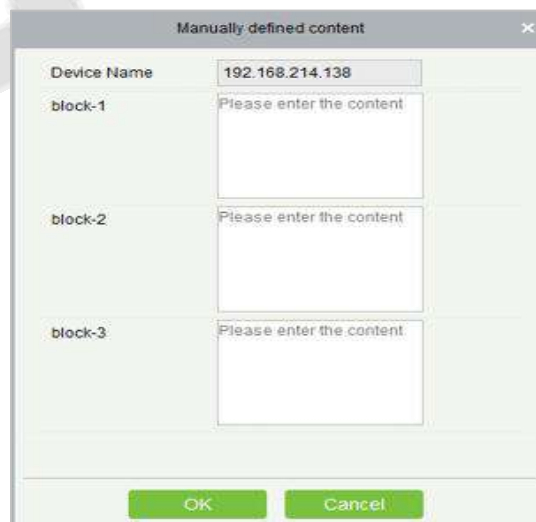 Manually defined content ×
Device Name 192.168.214.138
block-1 Please enter the content
block-2 Please enter the content
block-3 Please enter the content
OK Cancel